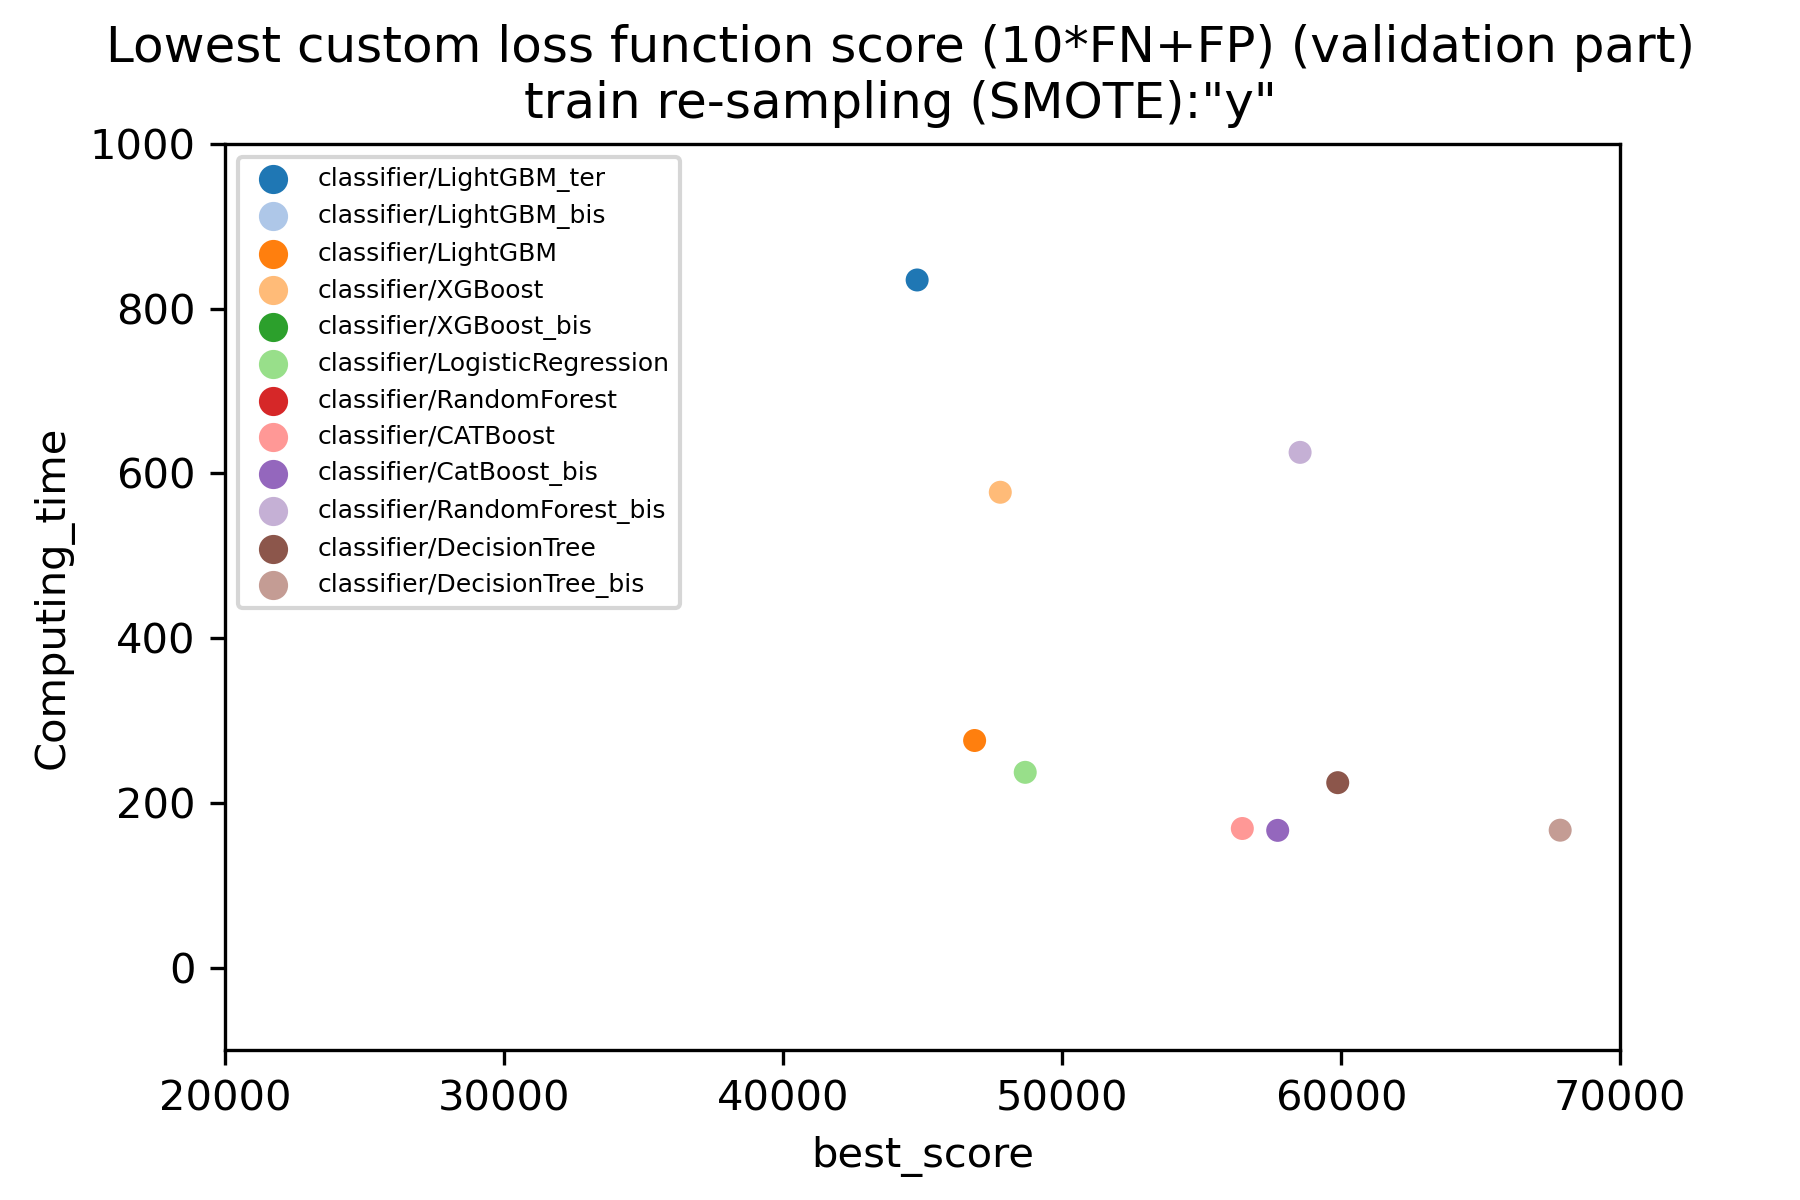 Lowest custom loss function score (10*FN+FP) (validation part)
train re-sampling (SMOTE):"y"
1000
800
600
400
200
0
Computing_time
classifier/LightGBM_ter
classifier/LightGBM_bis
classifier/LightGBM
classifier/XGBoost
classifier/XGBoost_bis
classifier/LogisticRegression
classifier/RandomForest
classifier/CATBoost
classifier/CatBoost_bis
classifier/RandomForest_bis
classifier/DecisionTree
classifier/DecisionTree_bis
20000 30000 40000 50000 60000 70000
best_score